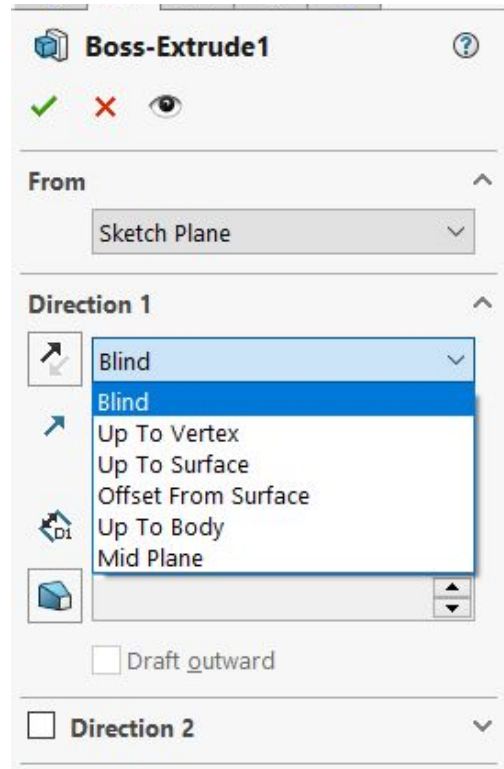 Boss-Extrude1
From
Sketch Plane
Direction 1
Blind
Blind
Up To Vertex
Up To Surface
Offset From Surface
D1
Up To Body
Mid Plane
Draft outward
Direction 2